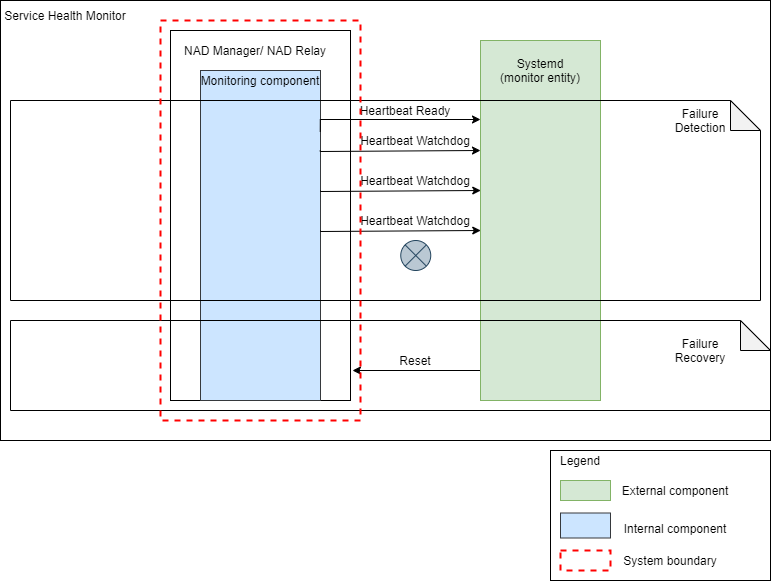 Service Health Monitor
NAD Manager/ NAD Relay
Monitoring component
Systemd
(monitor entity)
Heartbeat Ready
Failure
Detection
Heartbeat Watchdog
Heartbeat Watchdog
Heartbeat Watchdog
Failure
Recovery
Reset
Legend
External component
Internal component
System boundary